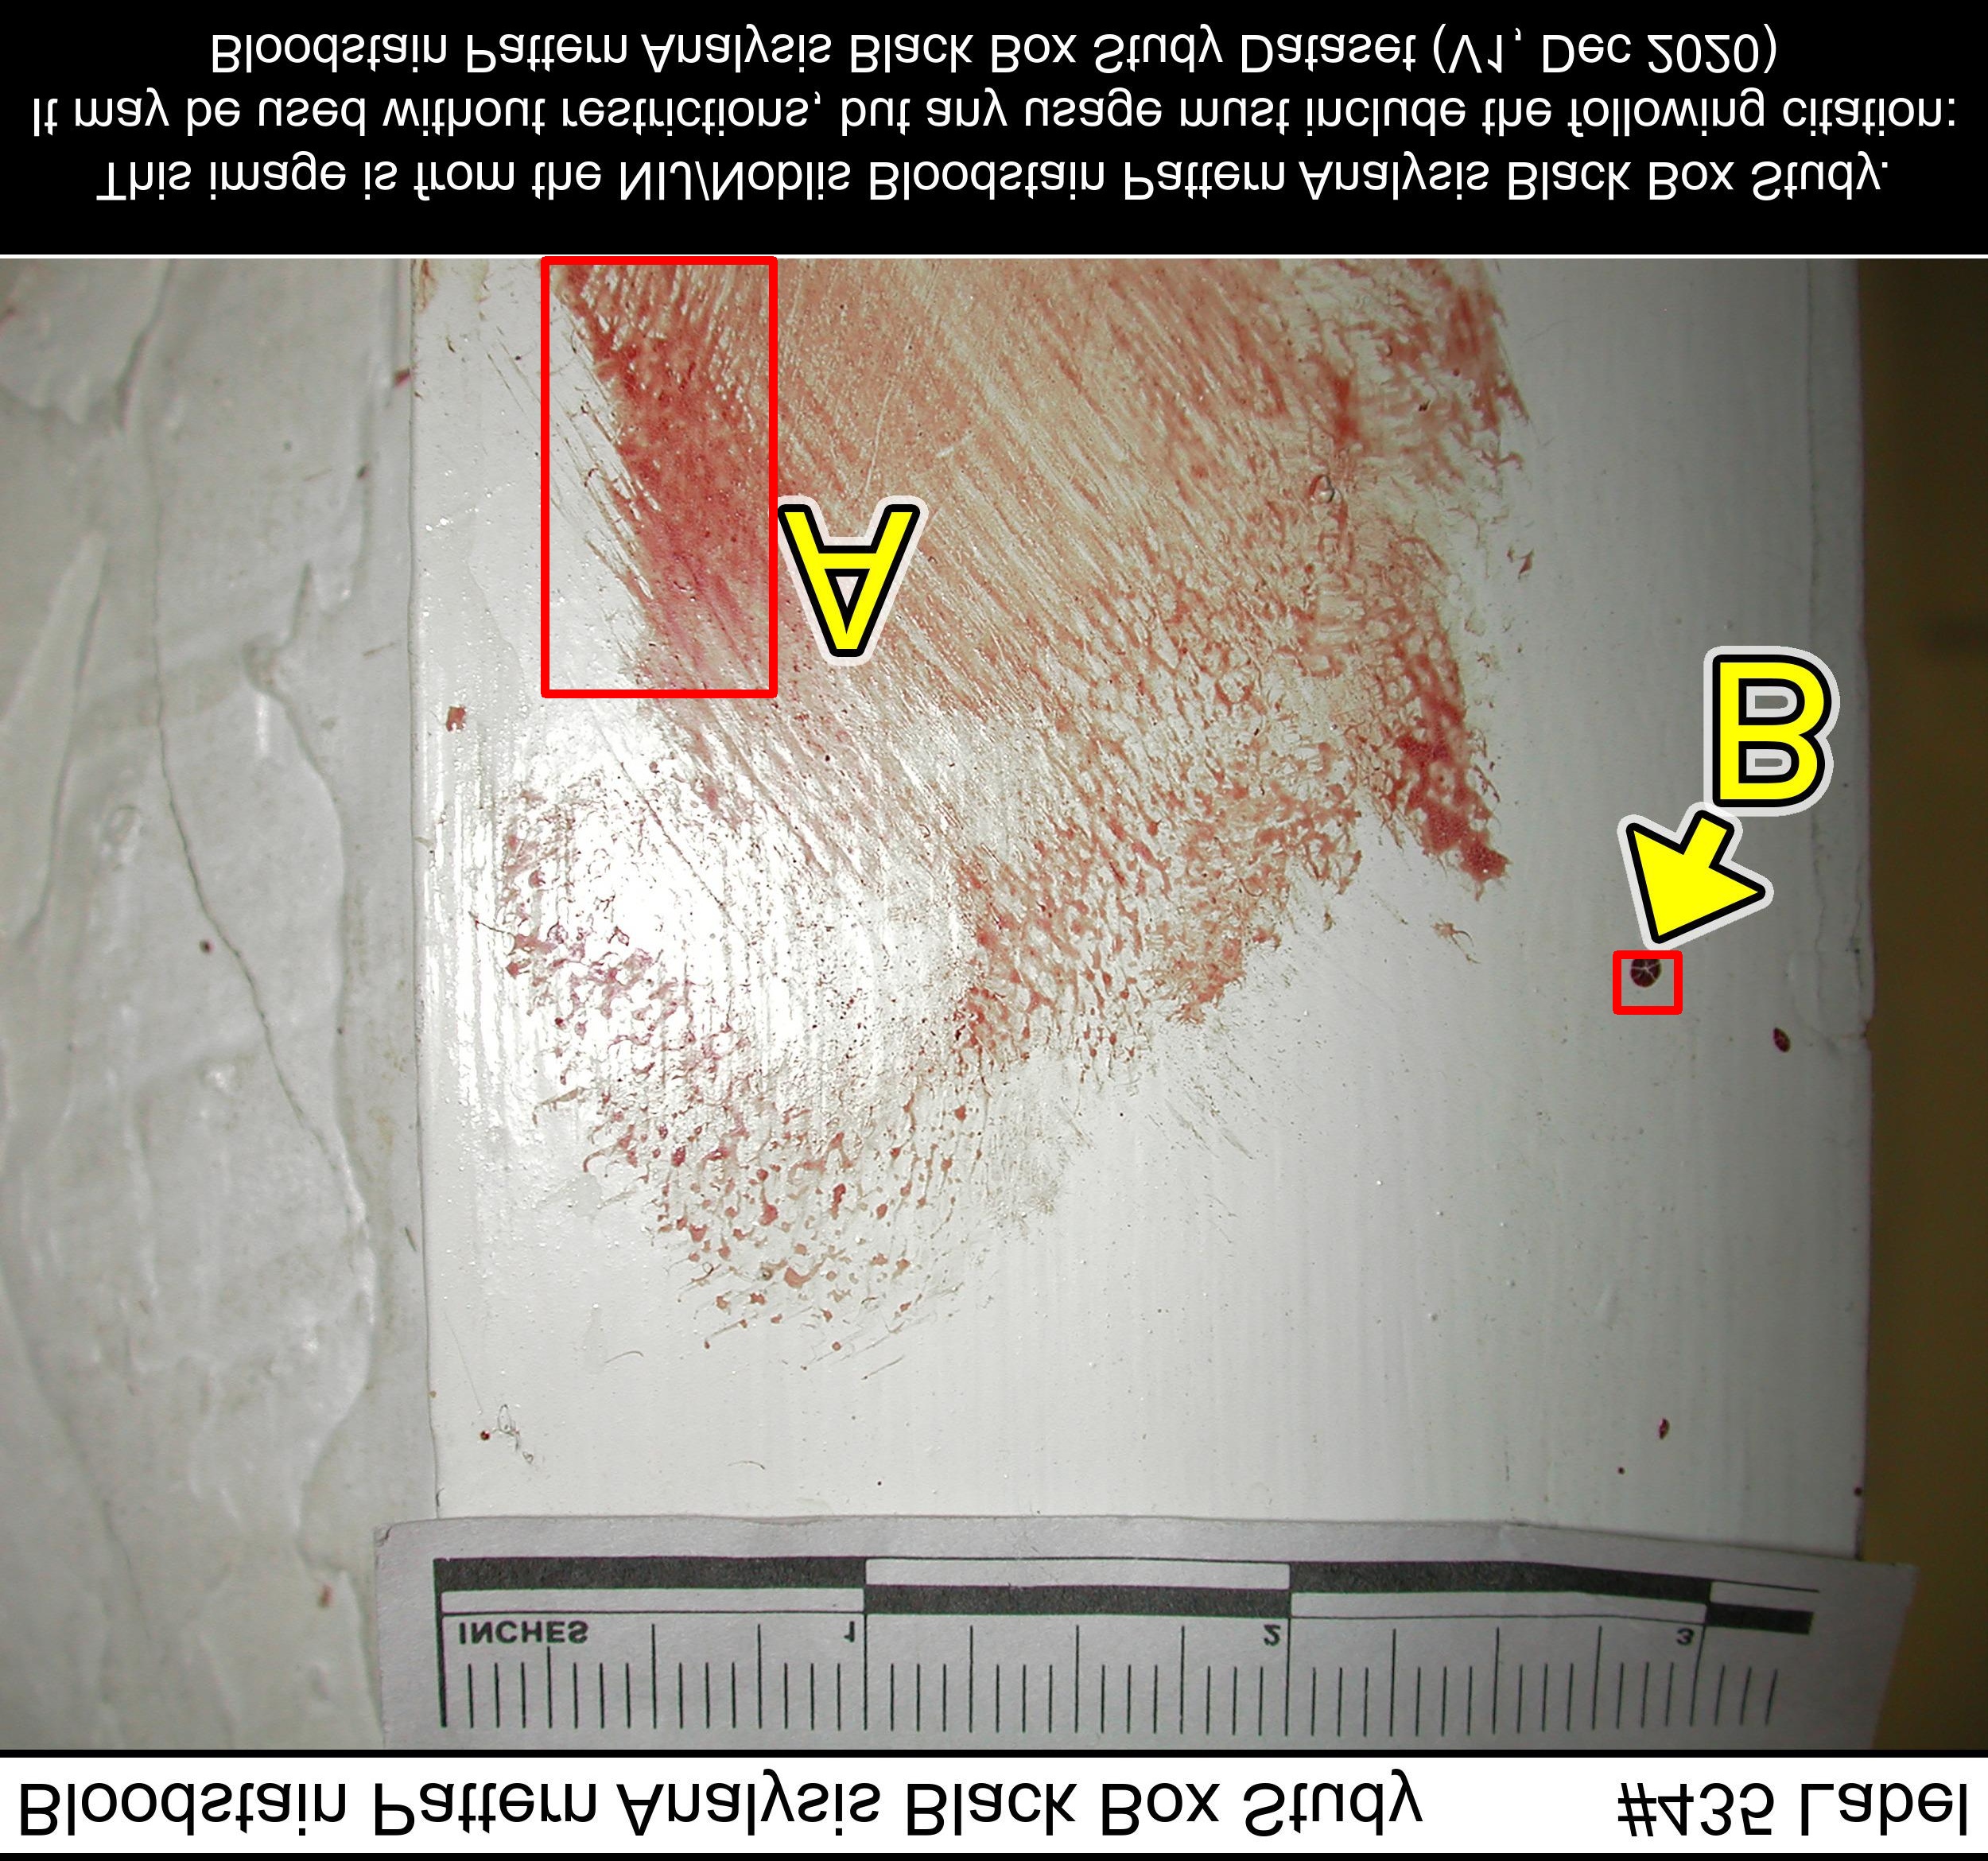 Bloodstain Pattern Analysis Black Box Study #435 Label
INCHES 1 2 3
B
A
This image is from the NIJ/Noblis Bloodstain Pattern Analysis Black Box Study.
It may be used without restrictions, but any usage must include the following citation:
Bloodstain Pattern Analysis Black Box Study Dataset (V1, Dec 2020)